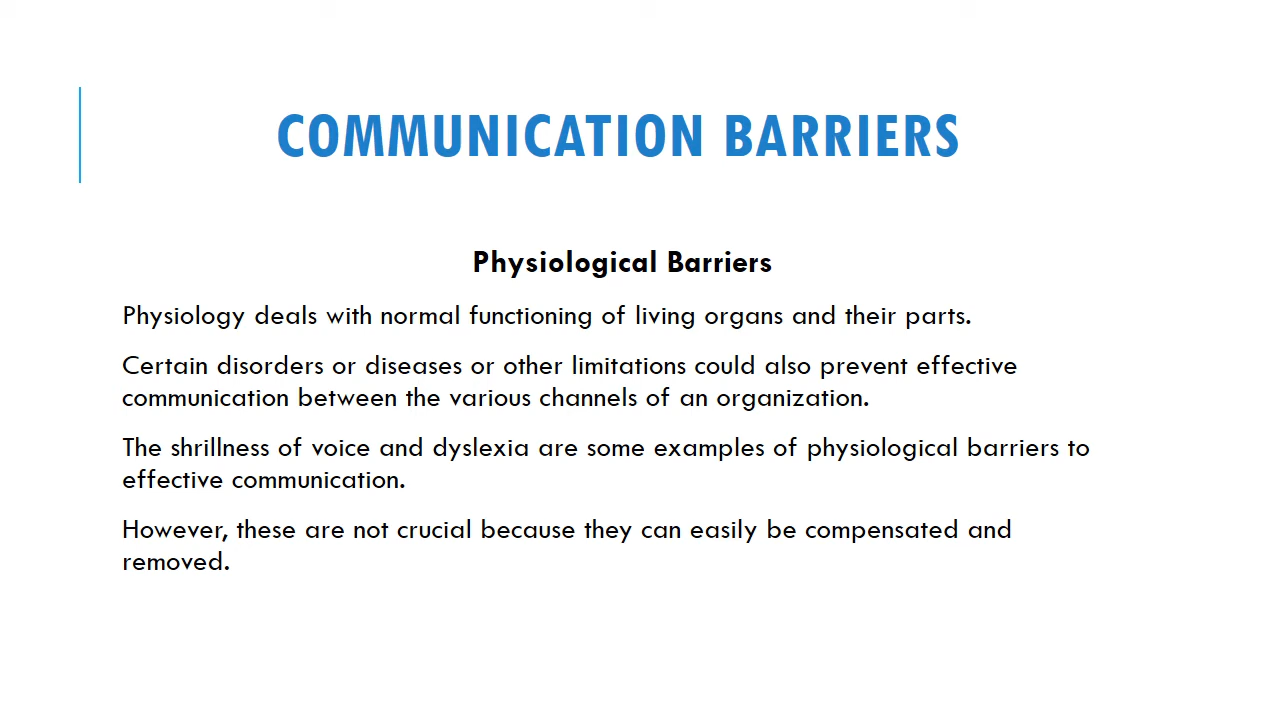 COMMUNICATION BARRIERS
Physiological Barriers
Physiology deals with normal functioning of living organs and their parts.
Certain disorders or diseases or other limitations could also prevent effective
communication between the various channels of an organization.
The shrillness of voice and dyslexia are some examples of physiological barriers to
effective communication.
However, these are not crucial because they can easily be compensated and
removed.